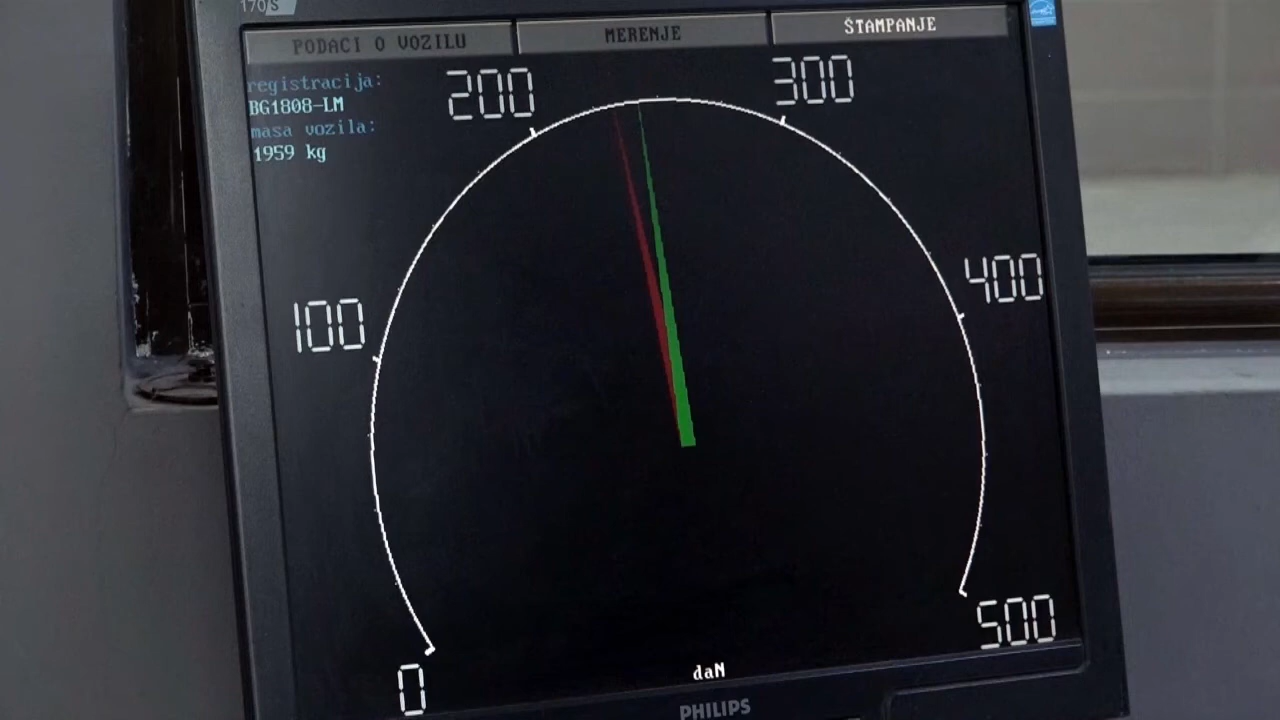 170S
PODACI O VOZILU
MERENJE
ŠTAMPANJE
registracija:
BG1808-LM
masa vozila:
1959 kg
200
300
100
400
0
500
daN
PHILIPS